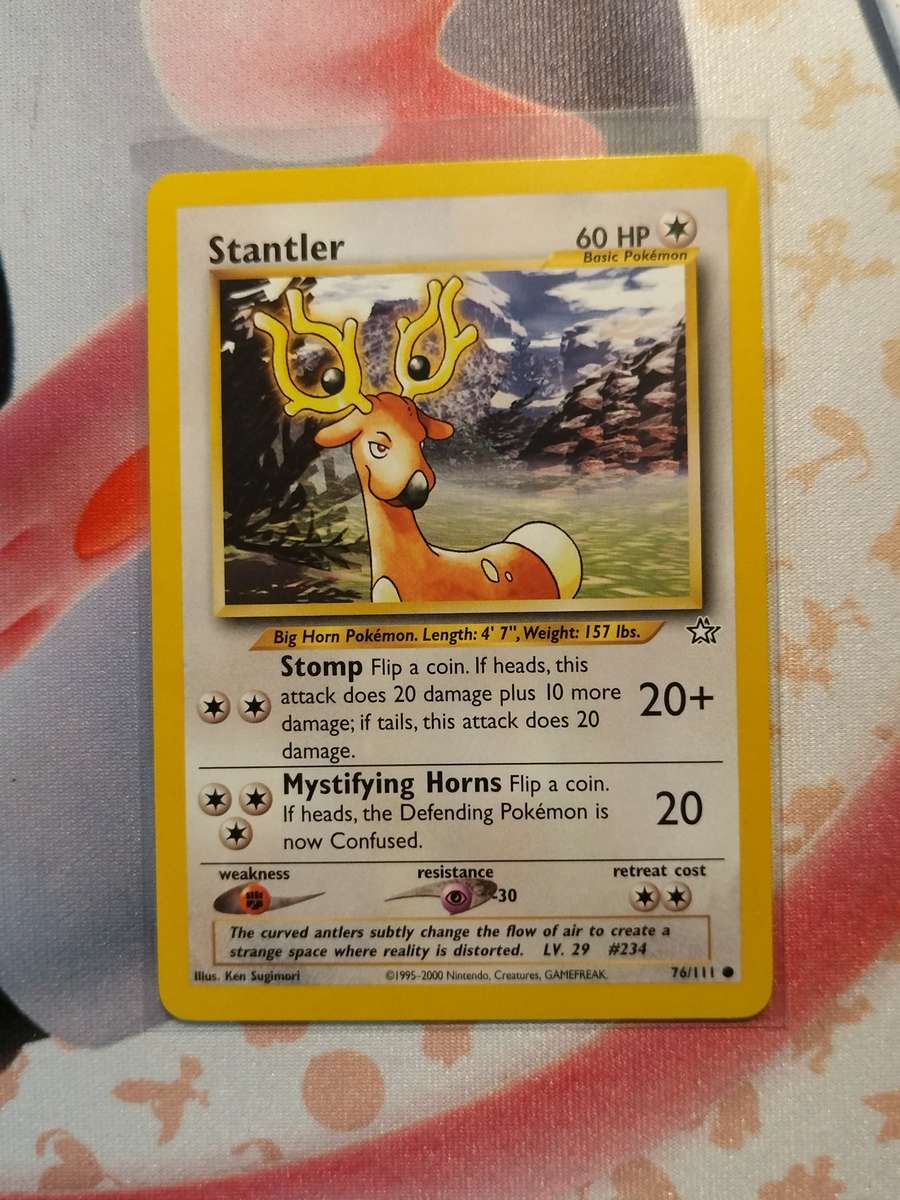 Stantler
60 HP
Basic Pokémon
Big Horn Pokémon. Length: 4' 7", Weight: 157 lbs.
Stomp Flip a coin. If heads, this
attack does 20 damage plus 10 more
damage; if tails, this attack does 20
damage.
20+
Mystifying Horns Flip a coin.
If heads, the Defending Pokémon is
now Confused.
20
weakness
resistance
retreat cost
-30
The curved antlers subtly change the flow of air to create a
strange space where reality is distorted. LV. 29 #234
Illus. Ken Sugimori
©1995-2000 Nintendo, Creatures, GAMEFREAK.
76/111